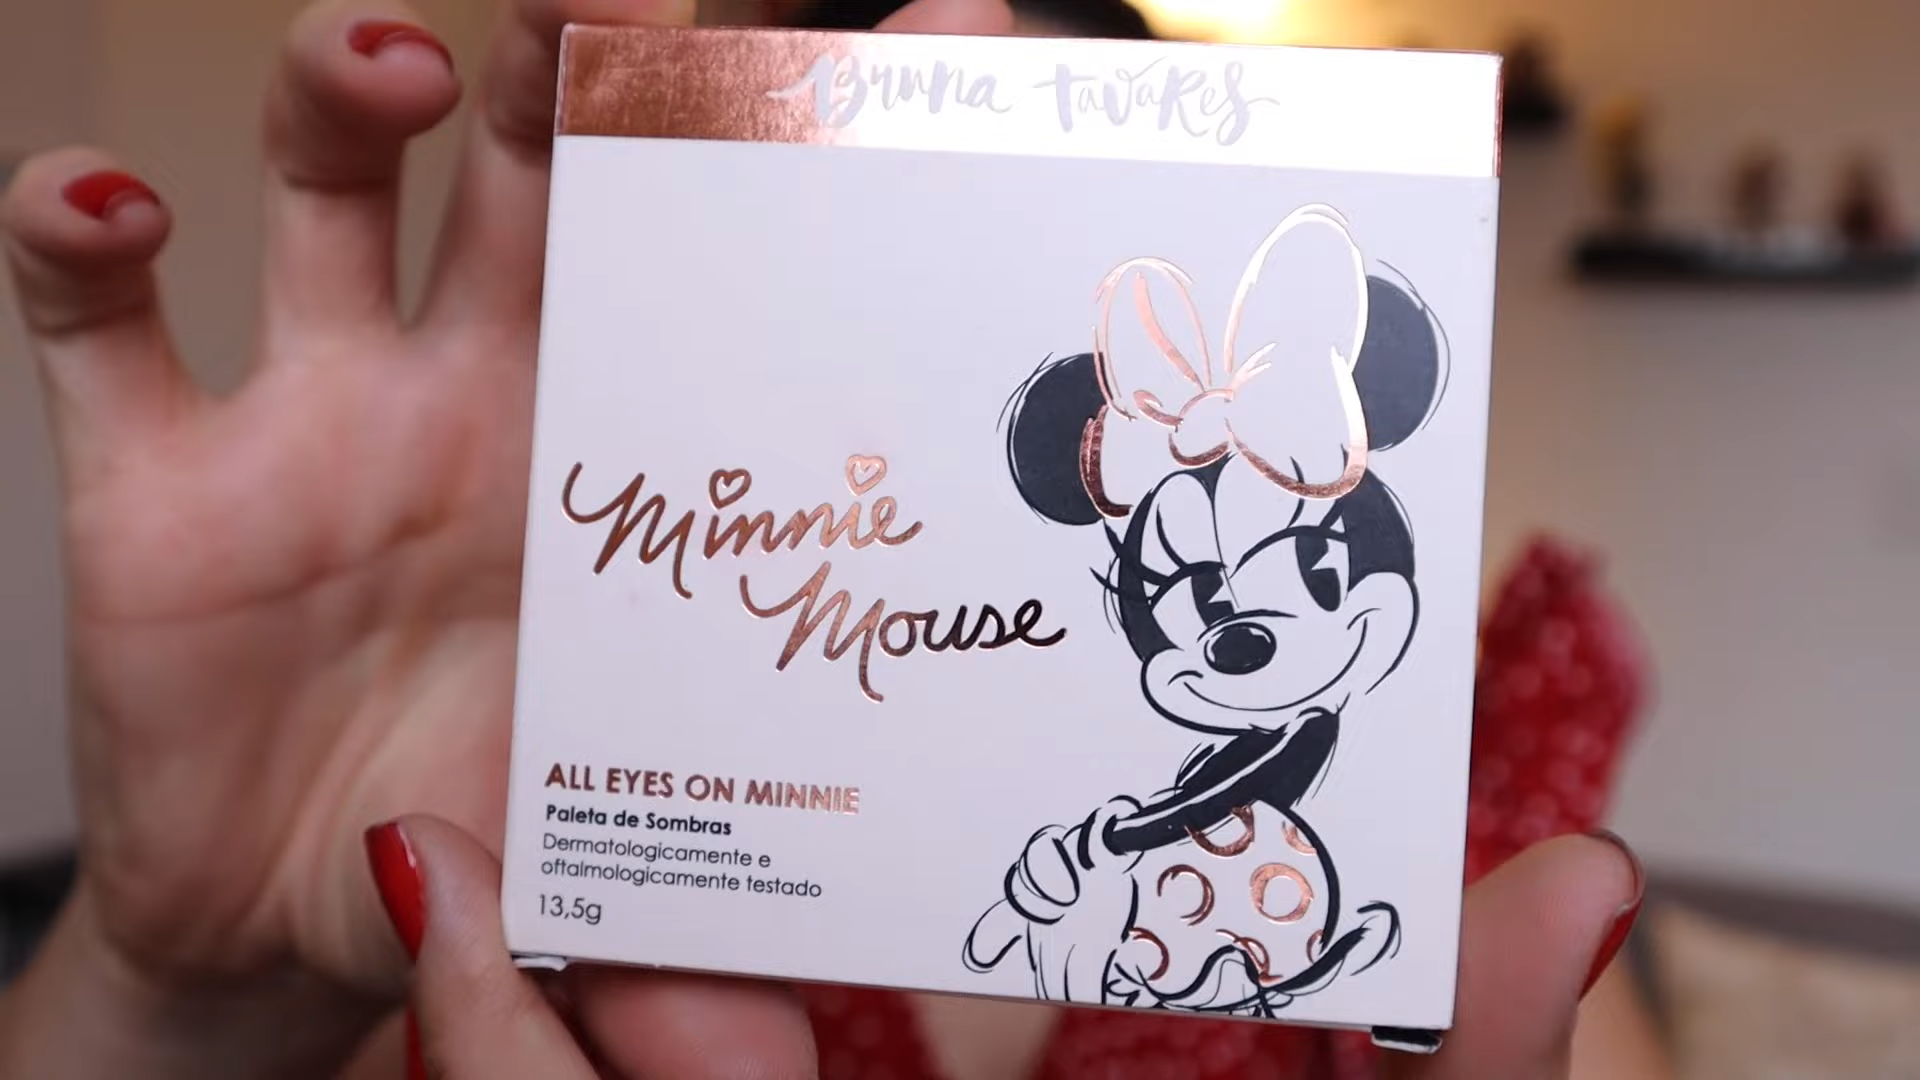 Bruna Tavares
Minnie
Mouse
ALL EYES ON MINNIE
Paleta de Sombras
Dermatologicamente e
oftalmologicamente testado
13,5g